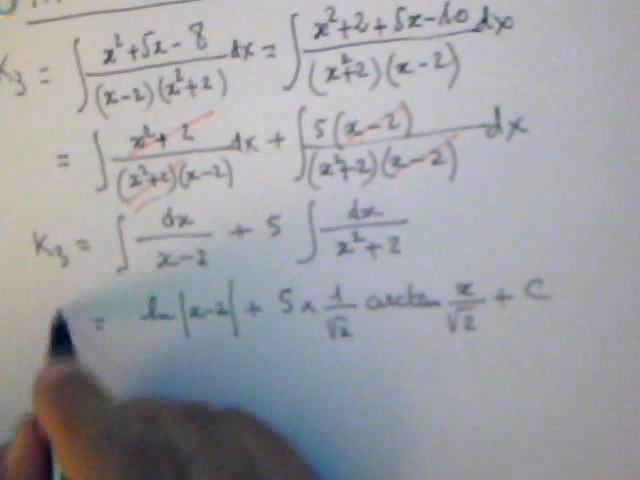 K₃ = ∫ (x²+5x-8)/((x-2)(x²+2)) dx = ∫ (x²+2+5x-10)/((x²+2)(x-2)) dx
= ∫ (x²+2)/((x²+2)(x-2)) dx + ∫ 5(x-2)/((x²+2)(x-2)) dx
K₃ = ∫ dx/(x-2) + 5 ∫ dx/(x²+2)
= ln|x-2| + 5 × 1/√2 arctan x/√2 + C